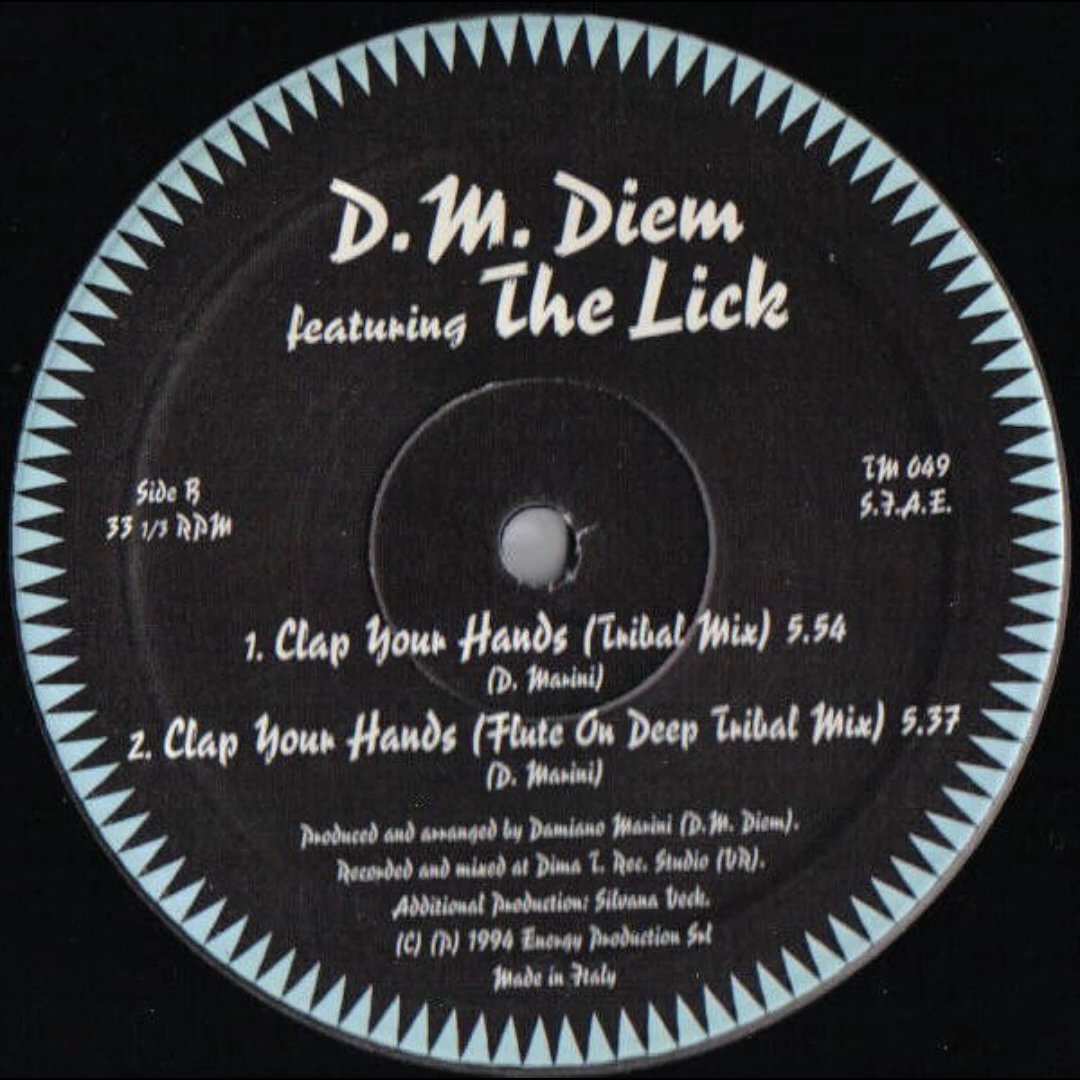 D.M. Diem
featuring The Lick
Side B
33 1/3 RPM
TM 049
S.I.A.E.
1. Clap Your Hands (Tribal Mix) 5.54
(D. Marini)
2. Clap Your Hands (Flute On Deep Tribal Mix) 5.37
(D. Marini)
Produced and arranged by Damiano Marini (D.M. Diem).
Recorded and mixed at Dima T. Rec. Studio (VR).
Additional Production: Silvana Veck.
(C) (P) 1994 Energy Production Srl
Made in Italy